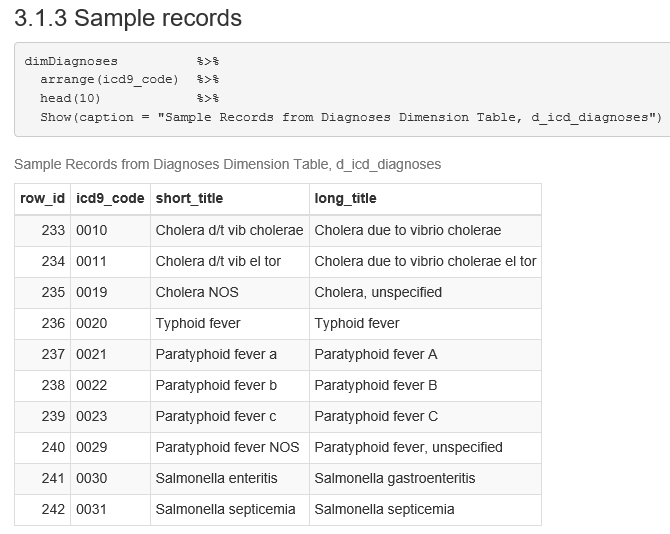 3.1.3 Sample records
dimDiagnoses %>%
arrange(icd9_code) %>%
head(10) %>%
Show(caption = "Sample Records from Diagnoses Dimension Table, d_icd_diagnoses")
Sample Records from Diagnoses Dimension Table, d_icd_diagnoses
row_id icd9_code short_title long_title
233 0010 Cholera d/t vib cholerae Cholera due to vibrio cholerae
234 0011 Cholera d/t vib el tor Cholera due to vibrio cholerae el tor
235 0019 Cholera NOS Cholera, unspecified
236 0020 Typhoid fever Typhoid fever
237 0021 Paratyphoid fever a Paratyphoid fever A
238 0022 Paratyphoid fever b Paratyphoid fever B
239 0023 Paratyphoid fever c Paratyphoid fever C
240 0029 Paratyphoid fever NOS Paratyphoid fever, unspecified
241 0030 Salmonella enteritis Salmonella gastroenteritis
242 0031 Salmonella septicemia Salmonella septicemia